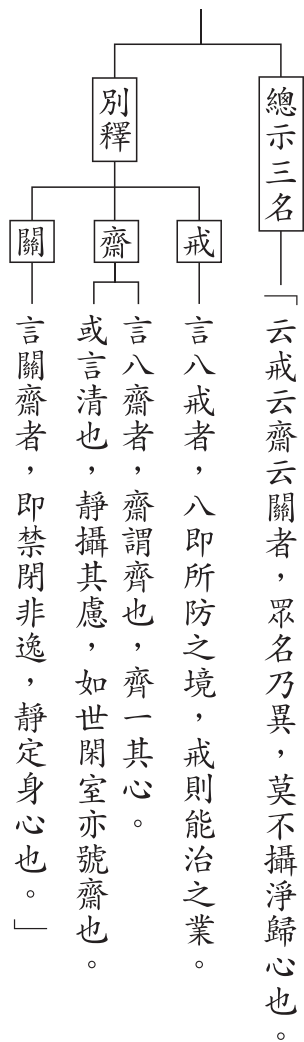 總示三名
「云戒云齋云關者，眾名乃異，莫不攝淨歸心也。
別釋
戒
言八戒者，八即所防之境，戒則能治之業。
齋
言八齋者，齋謂齊也，齊一其心。
或言清也，靜攝其慮，如世閑室亦號齋也。
關
言關齋者，即禁閉非逸，靜定身心也。」